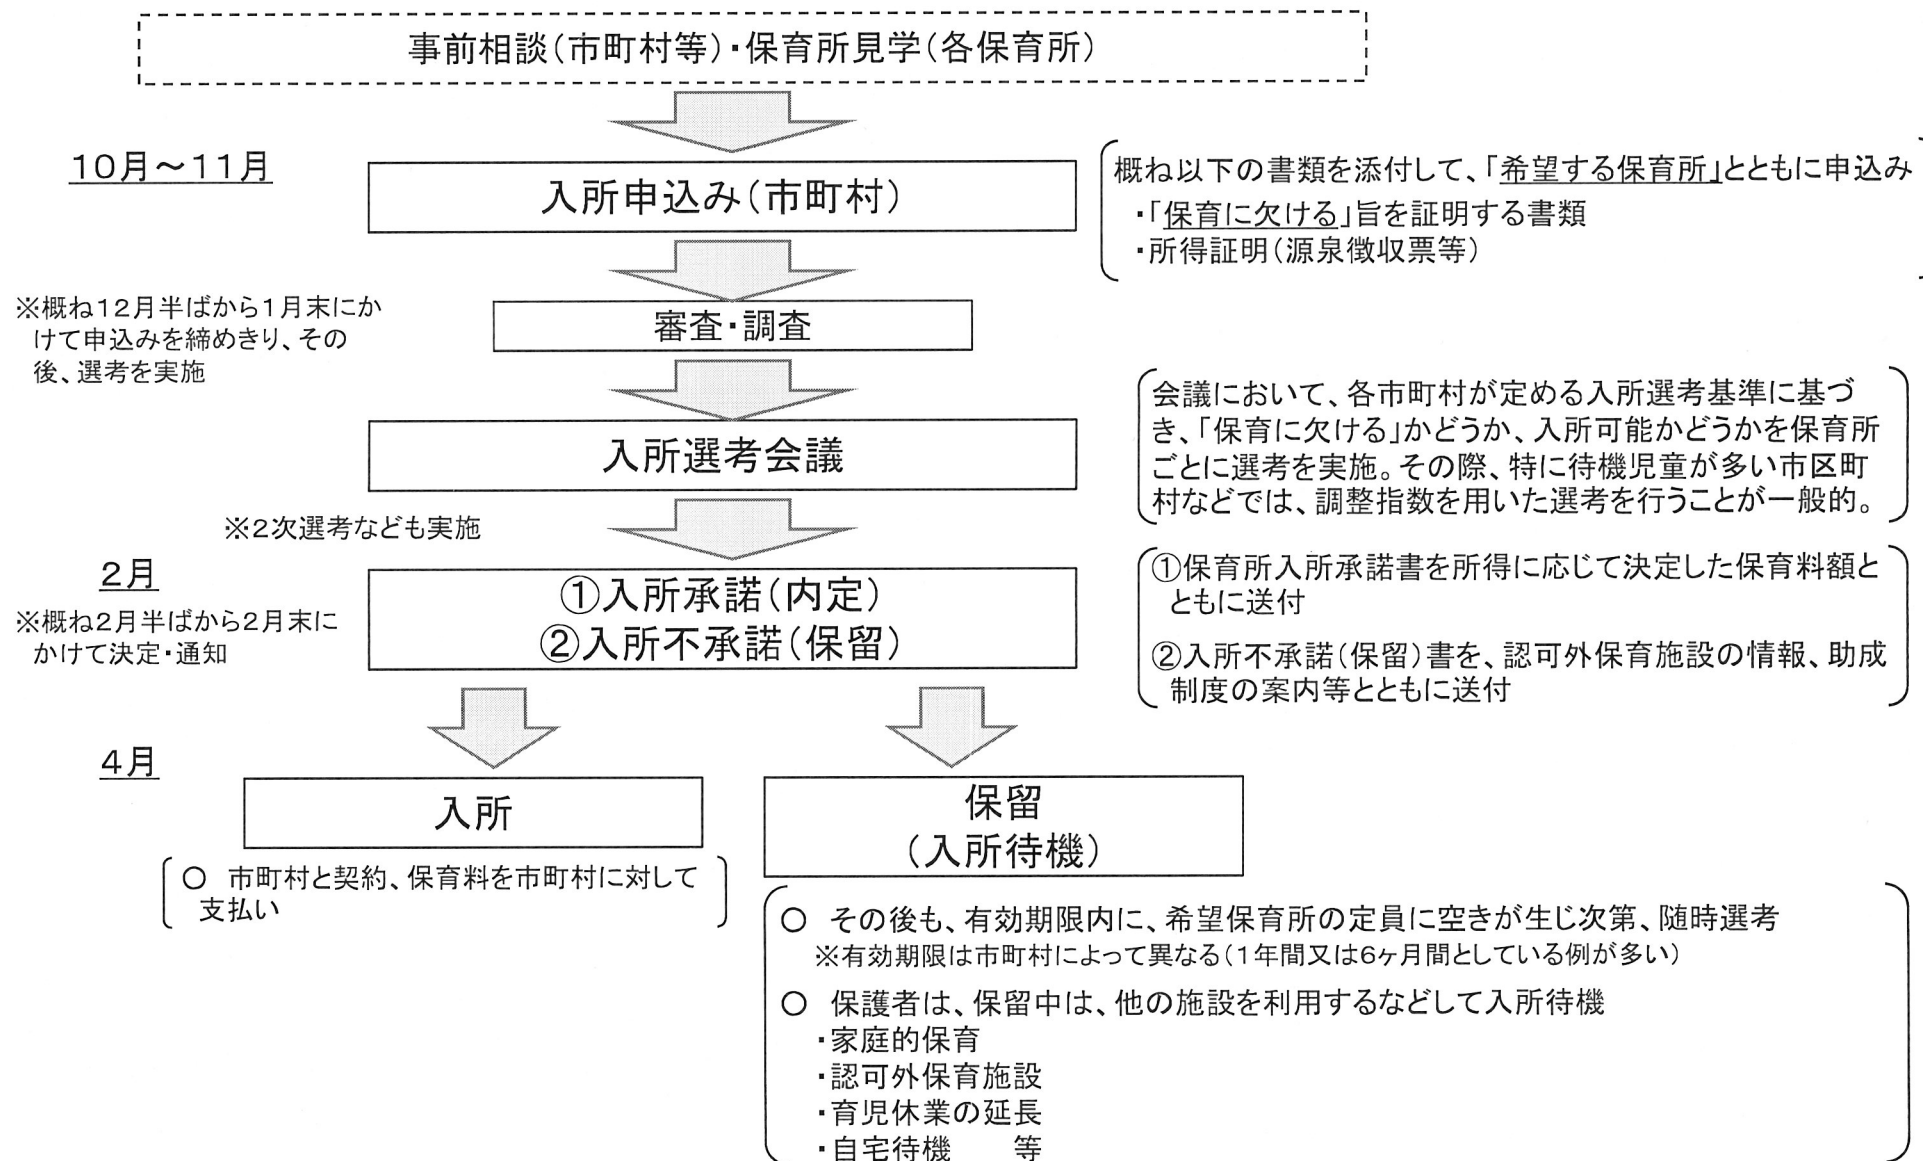 事前相談(市町村等)・保育所見学(各保育所)
10月～11月
入所申込み(市町村)
概ね以下の書類を添付して、「希望する保育所」とともに申込み
・「保育に欠ける」旨を証明する書類
・所得証明(源泉徴収票等)
※概ね12月半ばから1月末にか
けて申込みを締めきり、その
後、選考を実施
審査・調査
入所選考会議
会議において、各市町村が定める入所選考基準に基づ
き、「保育に欠ける」かどうか、入所可能かどうかを保育所
ごとに選考を実施。その際、特に待機児童が多い市区町
村などでは、調整指数を用いた選考を行うことが一般的。
※2次選考なども実施
2月
※概ね2月半ばから2月末に
かけて決定・通知
①入所承諾(内定)
②入所不承諾(保留)
①保育所入所承諾書を所得に応じて決定した保育料額と
ともに送付
②入所不承諾(保留)書を、認可外保育施設の情報、助成
制度の案内等とともに送付
4月
入所
○ 市町村と契約、保育料を市町村に対して
支払い
保留
(入所待機)
○ その後も、有効期限内に、希望保育所の定員に空きが生じ次第、随時選考
※有効期限は市町村によって異なる(1年間又は6ヶ月間としている例が多い)
○ 保護者は、保留中は、他の施設を利用するなどして入所待機
・家庭的保育
・認可外保育施設
・育児休業の延長
・自宅待機　　等